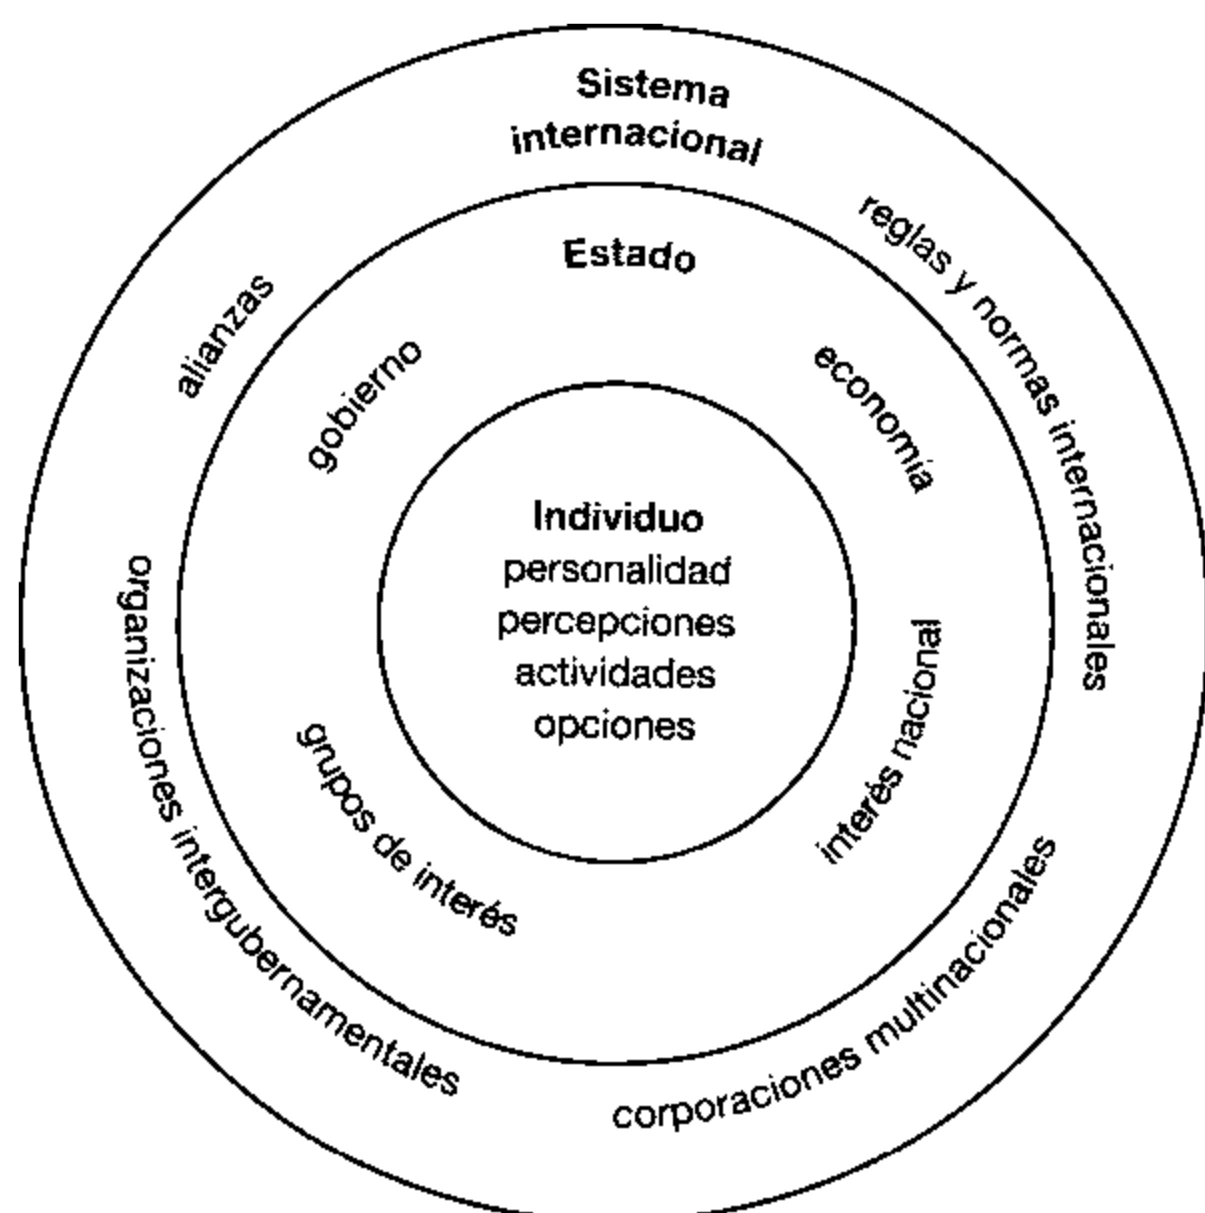 Sistema
internacional
alianzas
reglas y normas internacionales
organizaciones intergubernamentales
corporaciones multinacionales
Estado
gobierno
economía
grupos de interés
interés nacional
Individuo
personalidad
percepciones
actividades
opciones